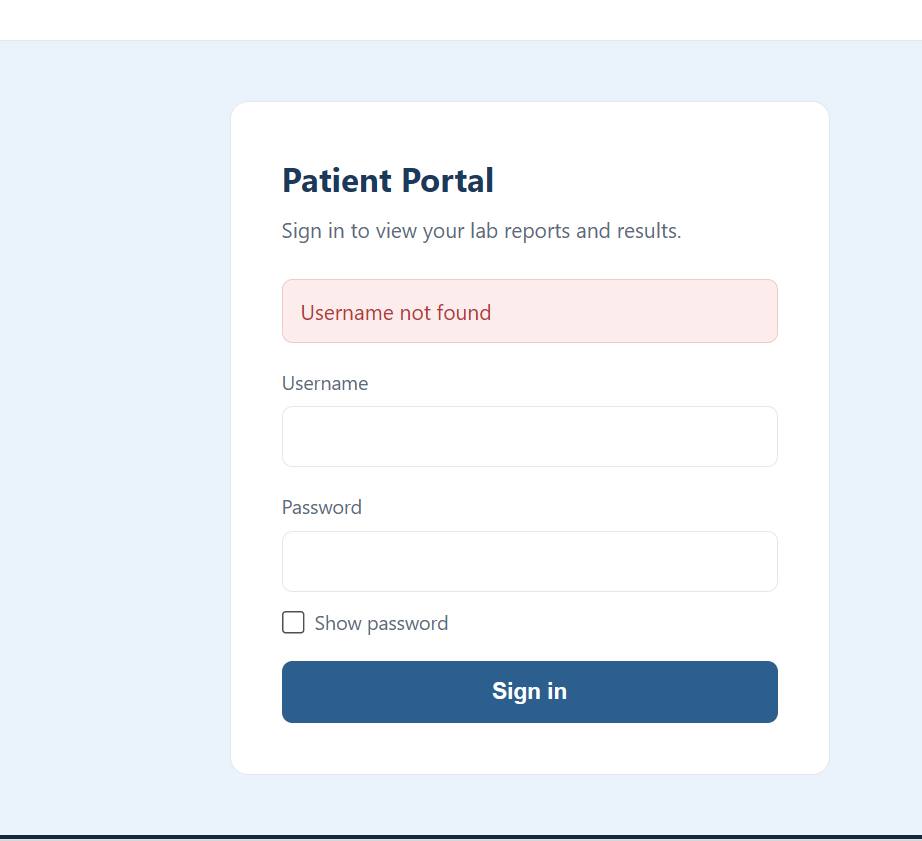 Patient Portal
Sign in to view your lab reports and results.
Username not found
Username
Password
Show password
Sign in